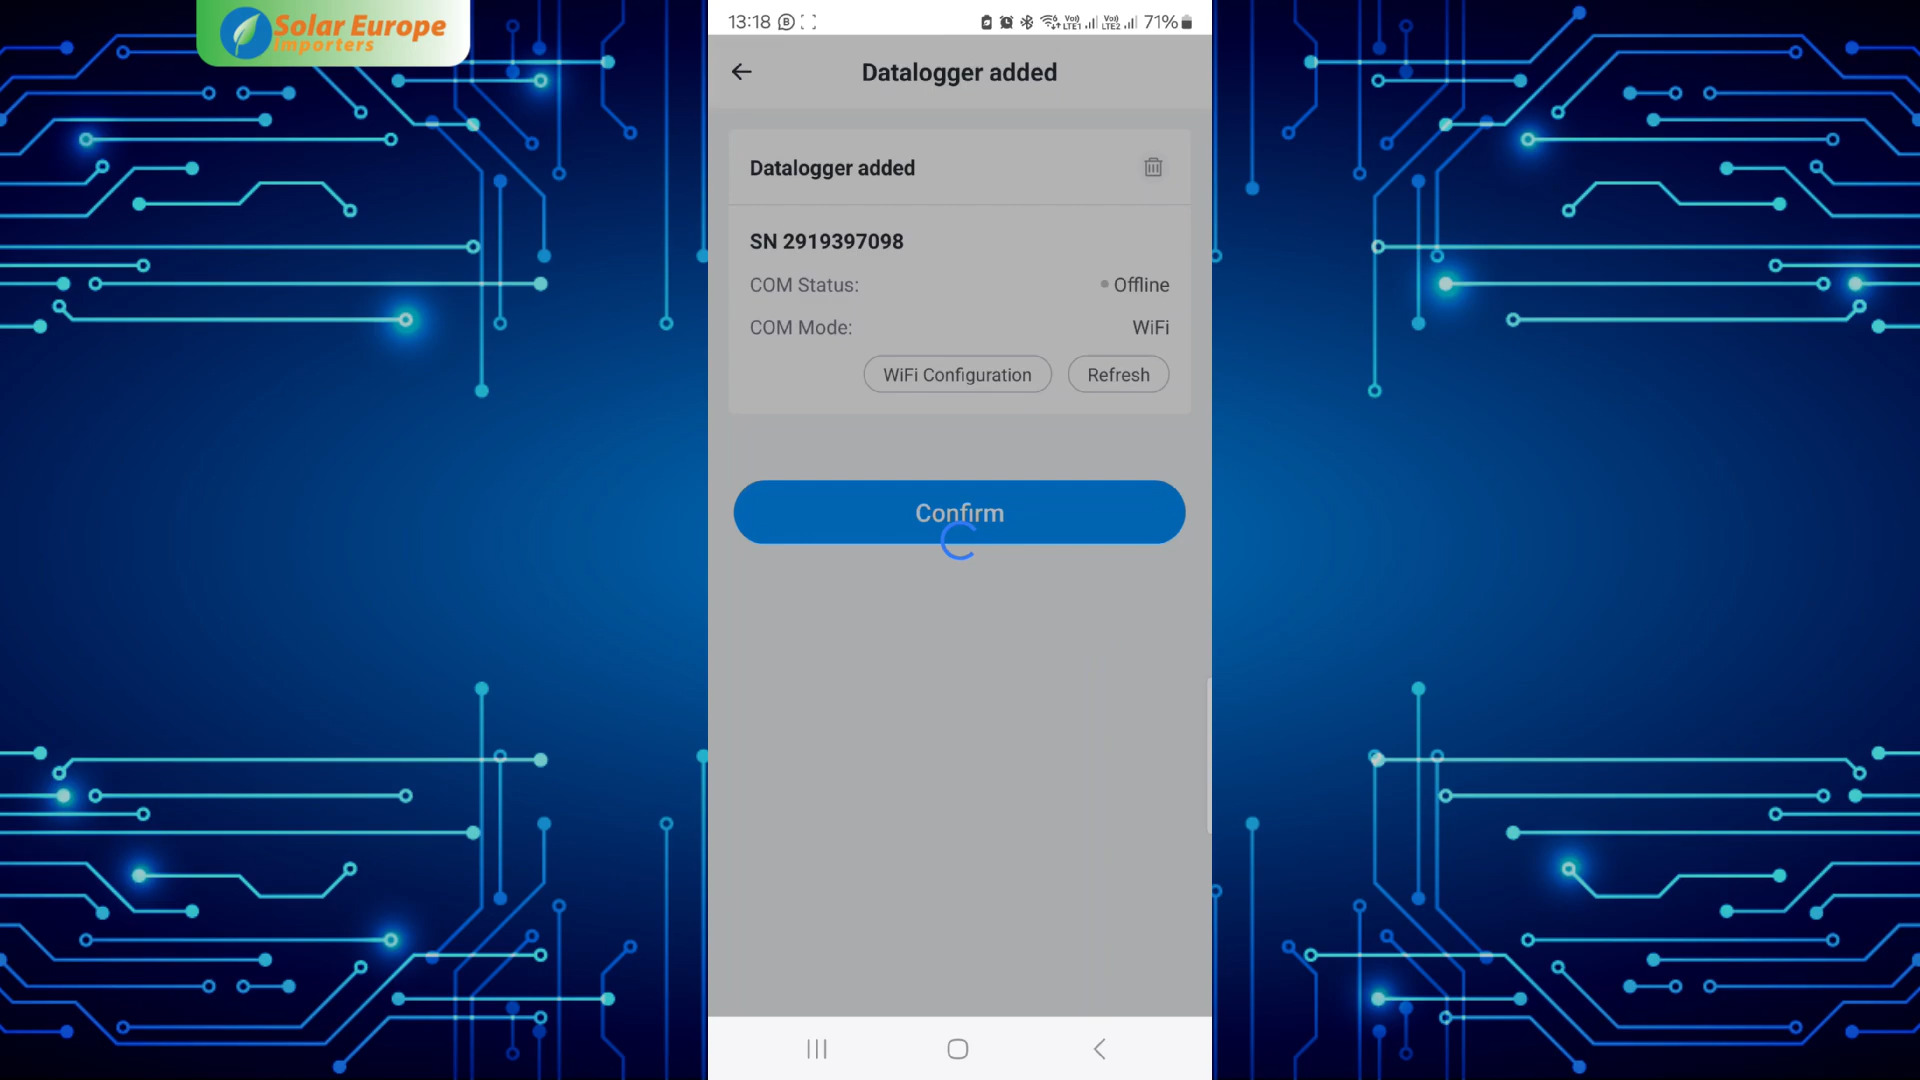 Solar Europe
Importers
13:18
71%
Datalogger added
Datalogger added
SN 2919397098
COM Status:
Offline
COM Mode:
WiFi
WiFi Configuration
Refresh
Confirm